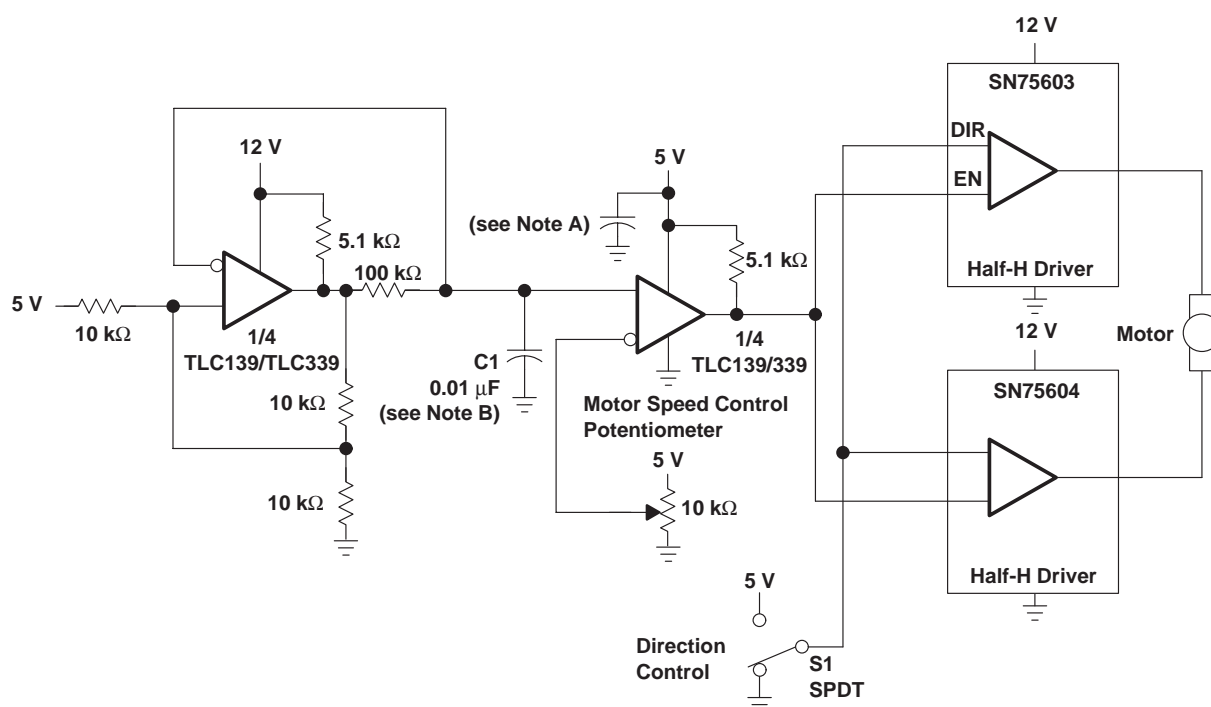 12 V
SN75603
DIR
EN
Half-H Driver
12 V
5.1 kΩ
100 kΩ
5 V
10 kΩ
1/4
TLC139/TLC339
10 kΩ
10 kΩ
5 V
(see Note A)
5.1 kΩ
1/4
TLC139/339
C1
0.01 μF
(see Note B)
Motor Speed Control
Potentiometer
5 V
10 kΩ
12 V
SN75604
Half-H Driver
Motor
5 V
Direction
Control
S1
SPDT